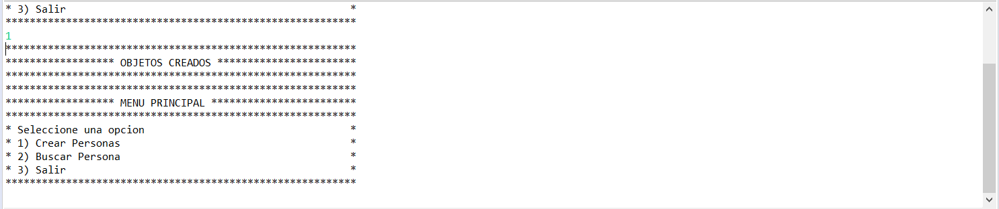 * 3) Salir                                               *
**********************************************************
1
**********************************************************
****************** OBJETOS CREADOS ***********************
**********************************************************
**********************************************************
****************** MENU PRINCIPAL ************************
**********************************************************
* Seleccione una opcion                                  *
* 1) Crear Personas                                      *
* 2) Buscar Persona                                      *
* 3) Salir                                               *
**********************************************************